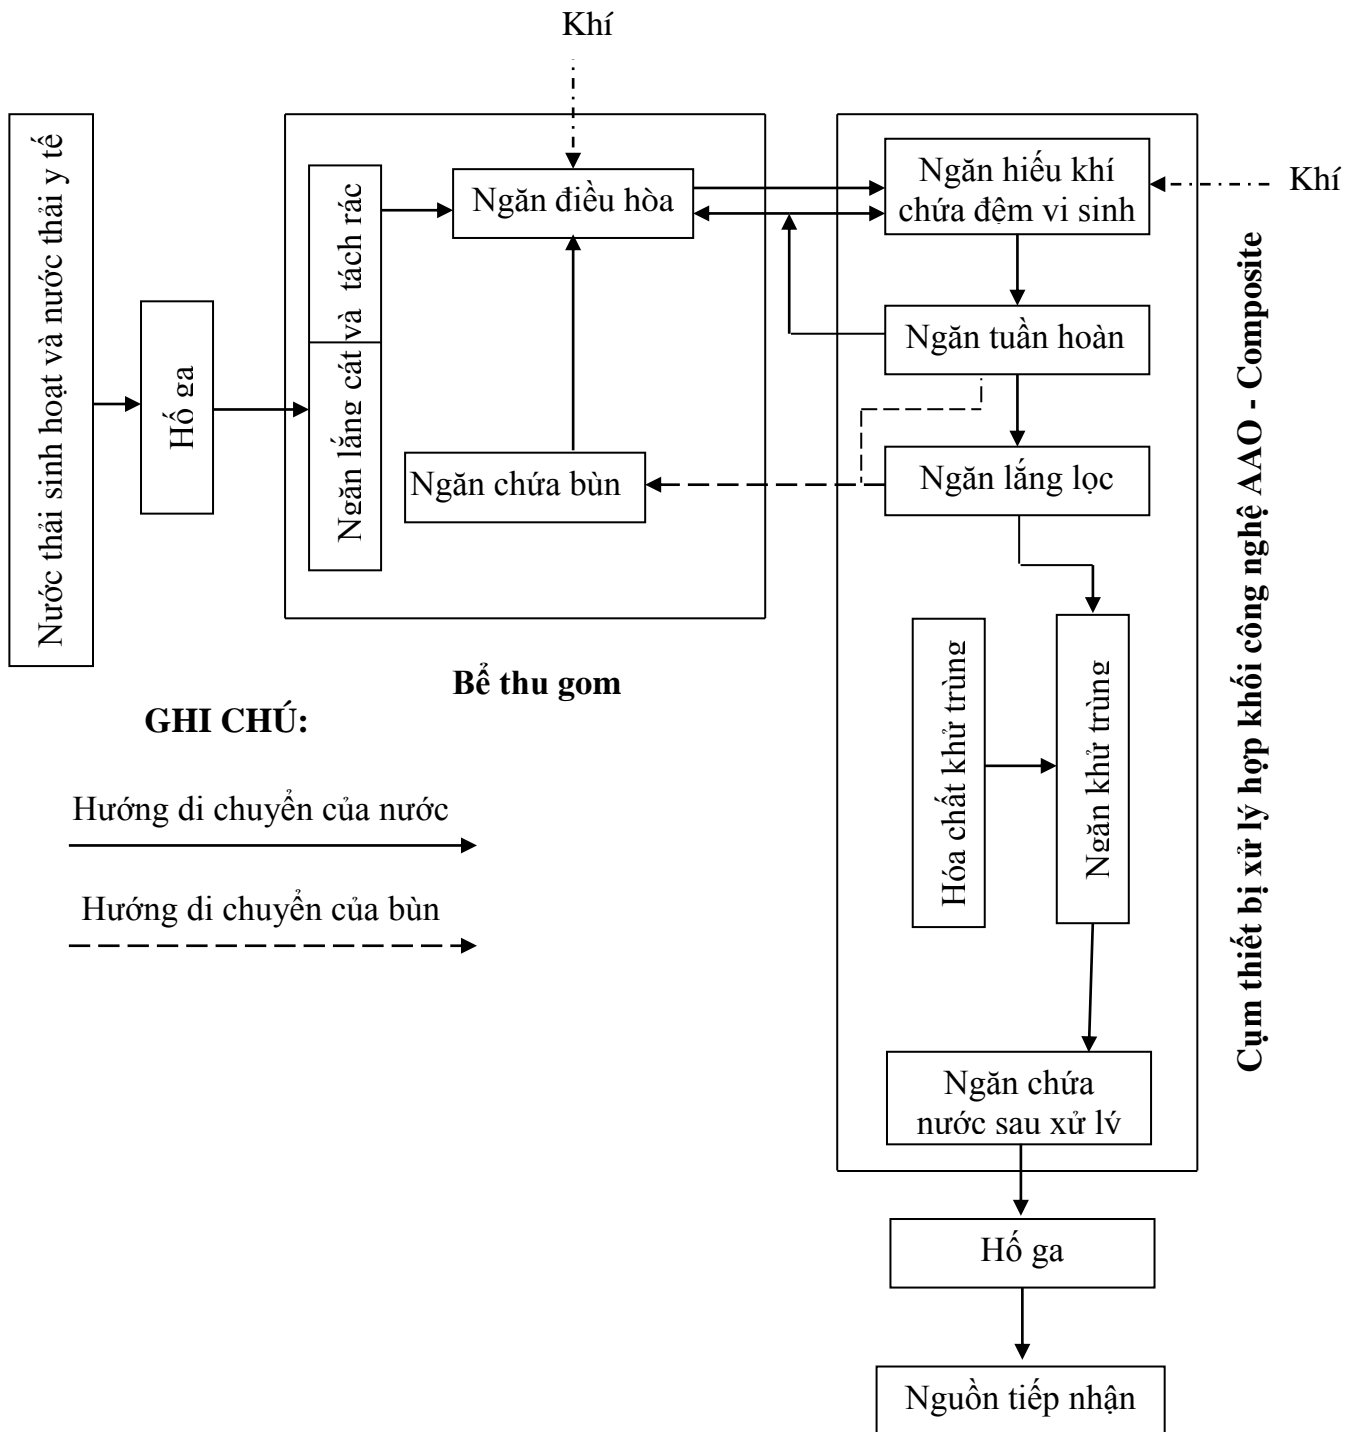 Khí
Nước thải sinh hoạt và nước thải y tế
Hố ga
Ngăn lắng cát và tách rác
Ngăn điều hòa
Ngăn chứa bùn
Bể thu gom
Ngăn hiếu khí
chứa đệm vi sinh
Khí
Ngăn tuần hoàn
Ngăn lắng lọc
Hóa chất khử trùng
Ngăn khử trùng
Ngăn chứa
nước sau xử lý
Cụm thiết bị xử lý hợp khối công nghệ AAO - Composite
Hố ga
Nguồn tiếp nhận
GHI CHÚ:
Hướng di chuyển của nước
Hướng di chuyển của bùn